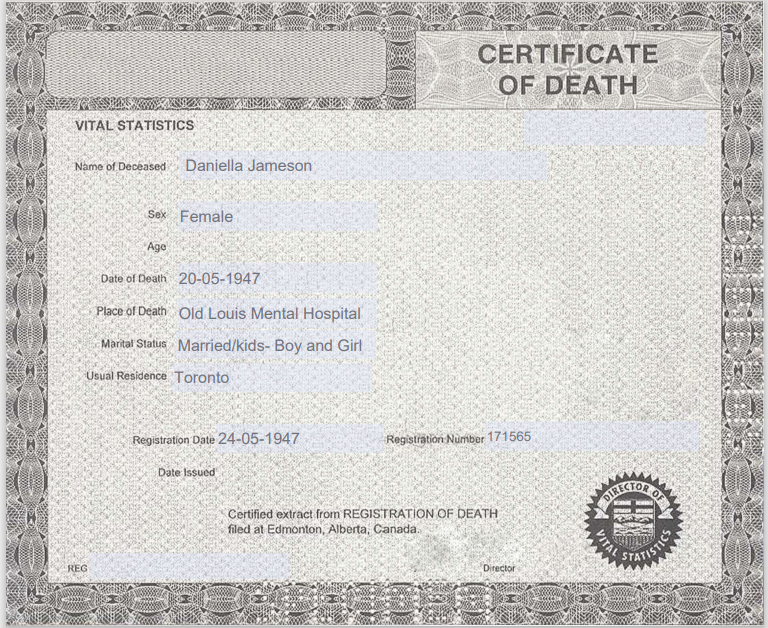 CERTIFICATE
OF DEATH
VITAL STATISTICS
Name of Deceased Daniella Jameson
Sex Female
Age
Date of Death 20-05-1947
Place of Death Old Louis Mental Hospital
Marital Status Married/kids- Boy and Girl
Usual Residence Toronto
Registration Date 24-05-1947 Registration Number 171565
Date Issued
Certified extract from REGISTRATION OF DEATH
filed at Edmonton, Alberta, Canada.
DIRECTOR OF
VITAL STATISTICS
REG Director